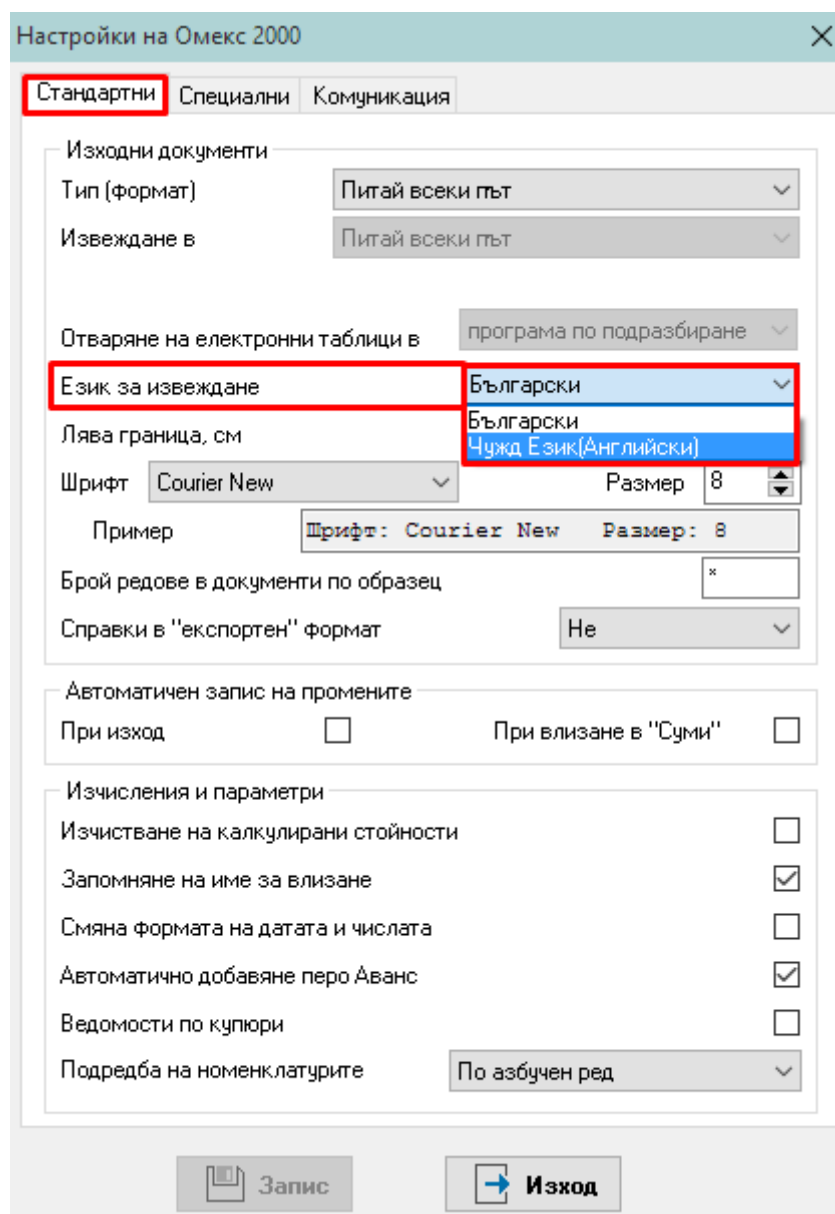 Настройки на Омекс 2000
Стандартни Специални Комуникация
Изходни документи
Тип (формат) Питай всеки път
Извеждане в Питай всеки път
Отваряне на електронни таблици в програма по подразбиране
Език за извеждане Български
Български
Лява граница, см Чужд Език(Английски)
Шрифт Courier New Размер 8
Пример Шрифт: Courier New Размер: 8
Брой редове в документи по образец *
Справки в "експортен" формат Не
Автоматичен запис на промените
При изход При влизане в "Суми"
Изчисления и параметри
Изчистване на калкулирани стойности
Запомняне на име за влизане
Смяна формата на датата и числата
Автоматично добавяне перо Аванс
Ведомости по купюри
Подредба на номенклатурите По азбучен ред
Запис Изход